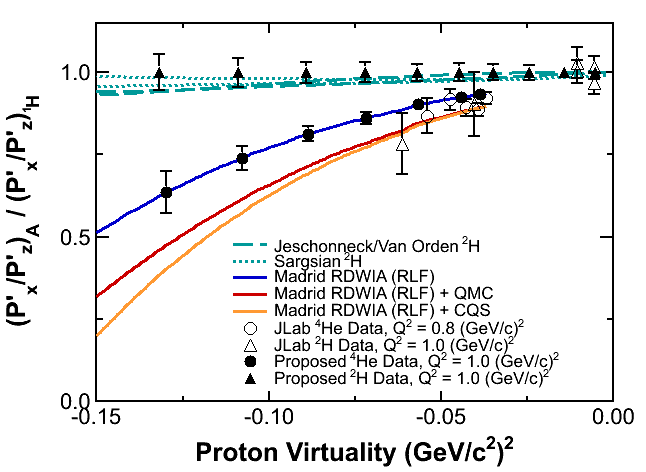 (P'x/P'z)A / (P'x/P'z)1H
1.0
0.5
0.0
Jeschonneck/Van Orden ²H
Sargsian ²H
Madrid RDWIA (RLF)
Madrid RDWIA (RLF) + QMC
Madrid RDWIA (RLF) + CQS
JLab ⁴He Data, Q² = 0.8 (GeV/c)²
JLab ²H Data, Q² = 1.0 (GeV/c)²
Proposed ⁴He Data, Q² = 1.0 (GeV/c)²
Proposed ²H Data, Q² = 1.0 (GeV/c)²
-0.15 -0.10 -0.05 0.00
Proton Virtuality (GeV/c²)²